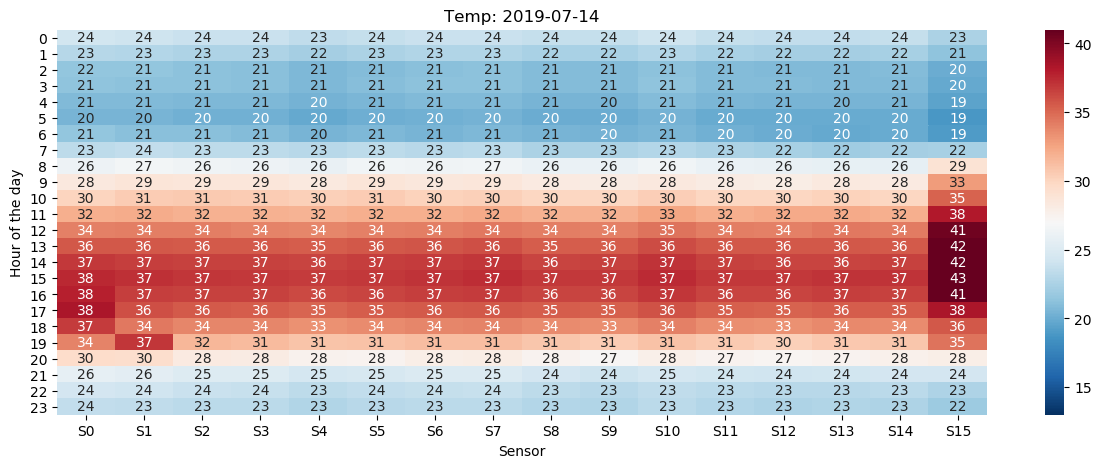 Temp: 2019-07-14
Hour of the day
0 24 24 24 24 23 24 24 24 24 24 24 24 24 24 24 23
1 23 23 23 23 22 23 23 23 22 22 23 22 22 22 22 21
2 22 21 21 21 21 21 21 21 21 21 21 21 21 21 21 20
3 21 21 21 21 21 21 21 21 21 21 21 21 21 21 21 20
4 21 21 21 21 20 21 21 21 21 20 21 21 21 20 21 19
5 20 20 20 20 20 20 20 20 20 20 20 20 20 20 20 19
6 21 21 21 21 20 21 21 21 21 20 21 20 20 20 20 19
7 23 24 23 23 23 23 23 23 23 23 23 23 22 22 22 22
8 26 27 26 26 26 26 26 27 26 26 26 26 26 26 26 29
9 28 29 29 29 28 29 29 29 28 28 28 28 28 28 28 33
10 30 31 31 31 30 31 30 30 30 30 30 30 30 30 30 35
11 32 32 32 32 32 32 32 32 32 32 33 32 32 32 32 38
12 34 34 34 34 34 34 34 34 34 34 35 34 34 34 34 41
13 36 36 36 36 35 36 36 36 35 36 36 36 36 36 36 42
14 37 37 37 37 36 37 37 37 36 36 37 37 36 36 37 42
15 38 37 37 37 37 37 37 37 37 37 37 37 37 37 37 43
16 38 37 37 37 36 36 37 37 36 36 37 36 36 37 37 41
17 38 36 36 36 35 35 36 36 35 35 36 35 35 36 35 38
18 37 34 34 34 33 34 34 34 34 33 34 34 33 34 34 36
19 34 37 32 31 31 31 31 31 31 31 31 31 30 31 31 35
20 30 30 28 28 28 28 28 28 28 27 28 27 27 27 28 28
21 26 26 25 25 25 25 25 25 24 24 25 24 24 24 24 24
22 24 24 24 24 23 24 24 24 23 23 24 23 23 23 23 23
23 24 23 23 23 23 23 23 23 23 23 23 23 23 23 23 22
S0 S1 S2 S3 S4 S5 S6 S7 S8 S9 S10 S11 S12 S13 S14 S15
Sensor
40
35
30
25
20
15